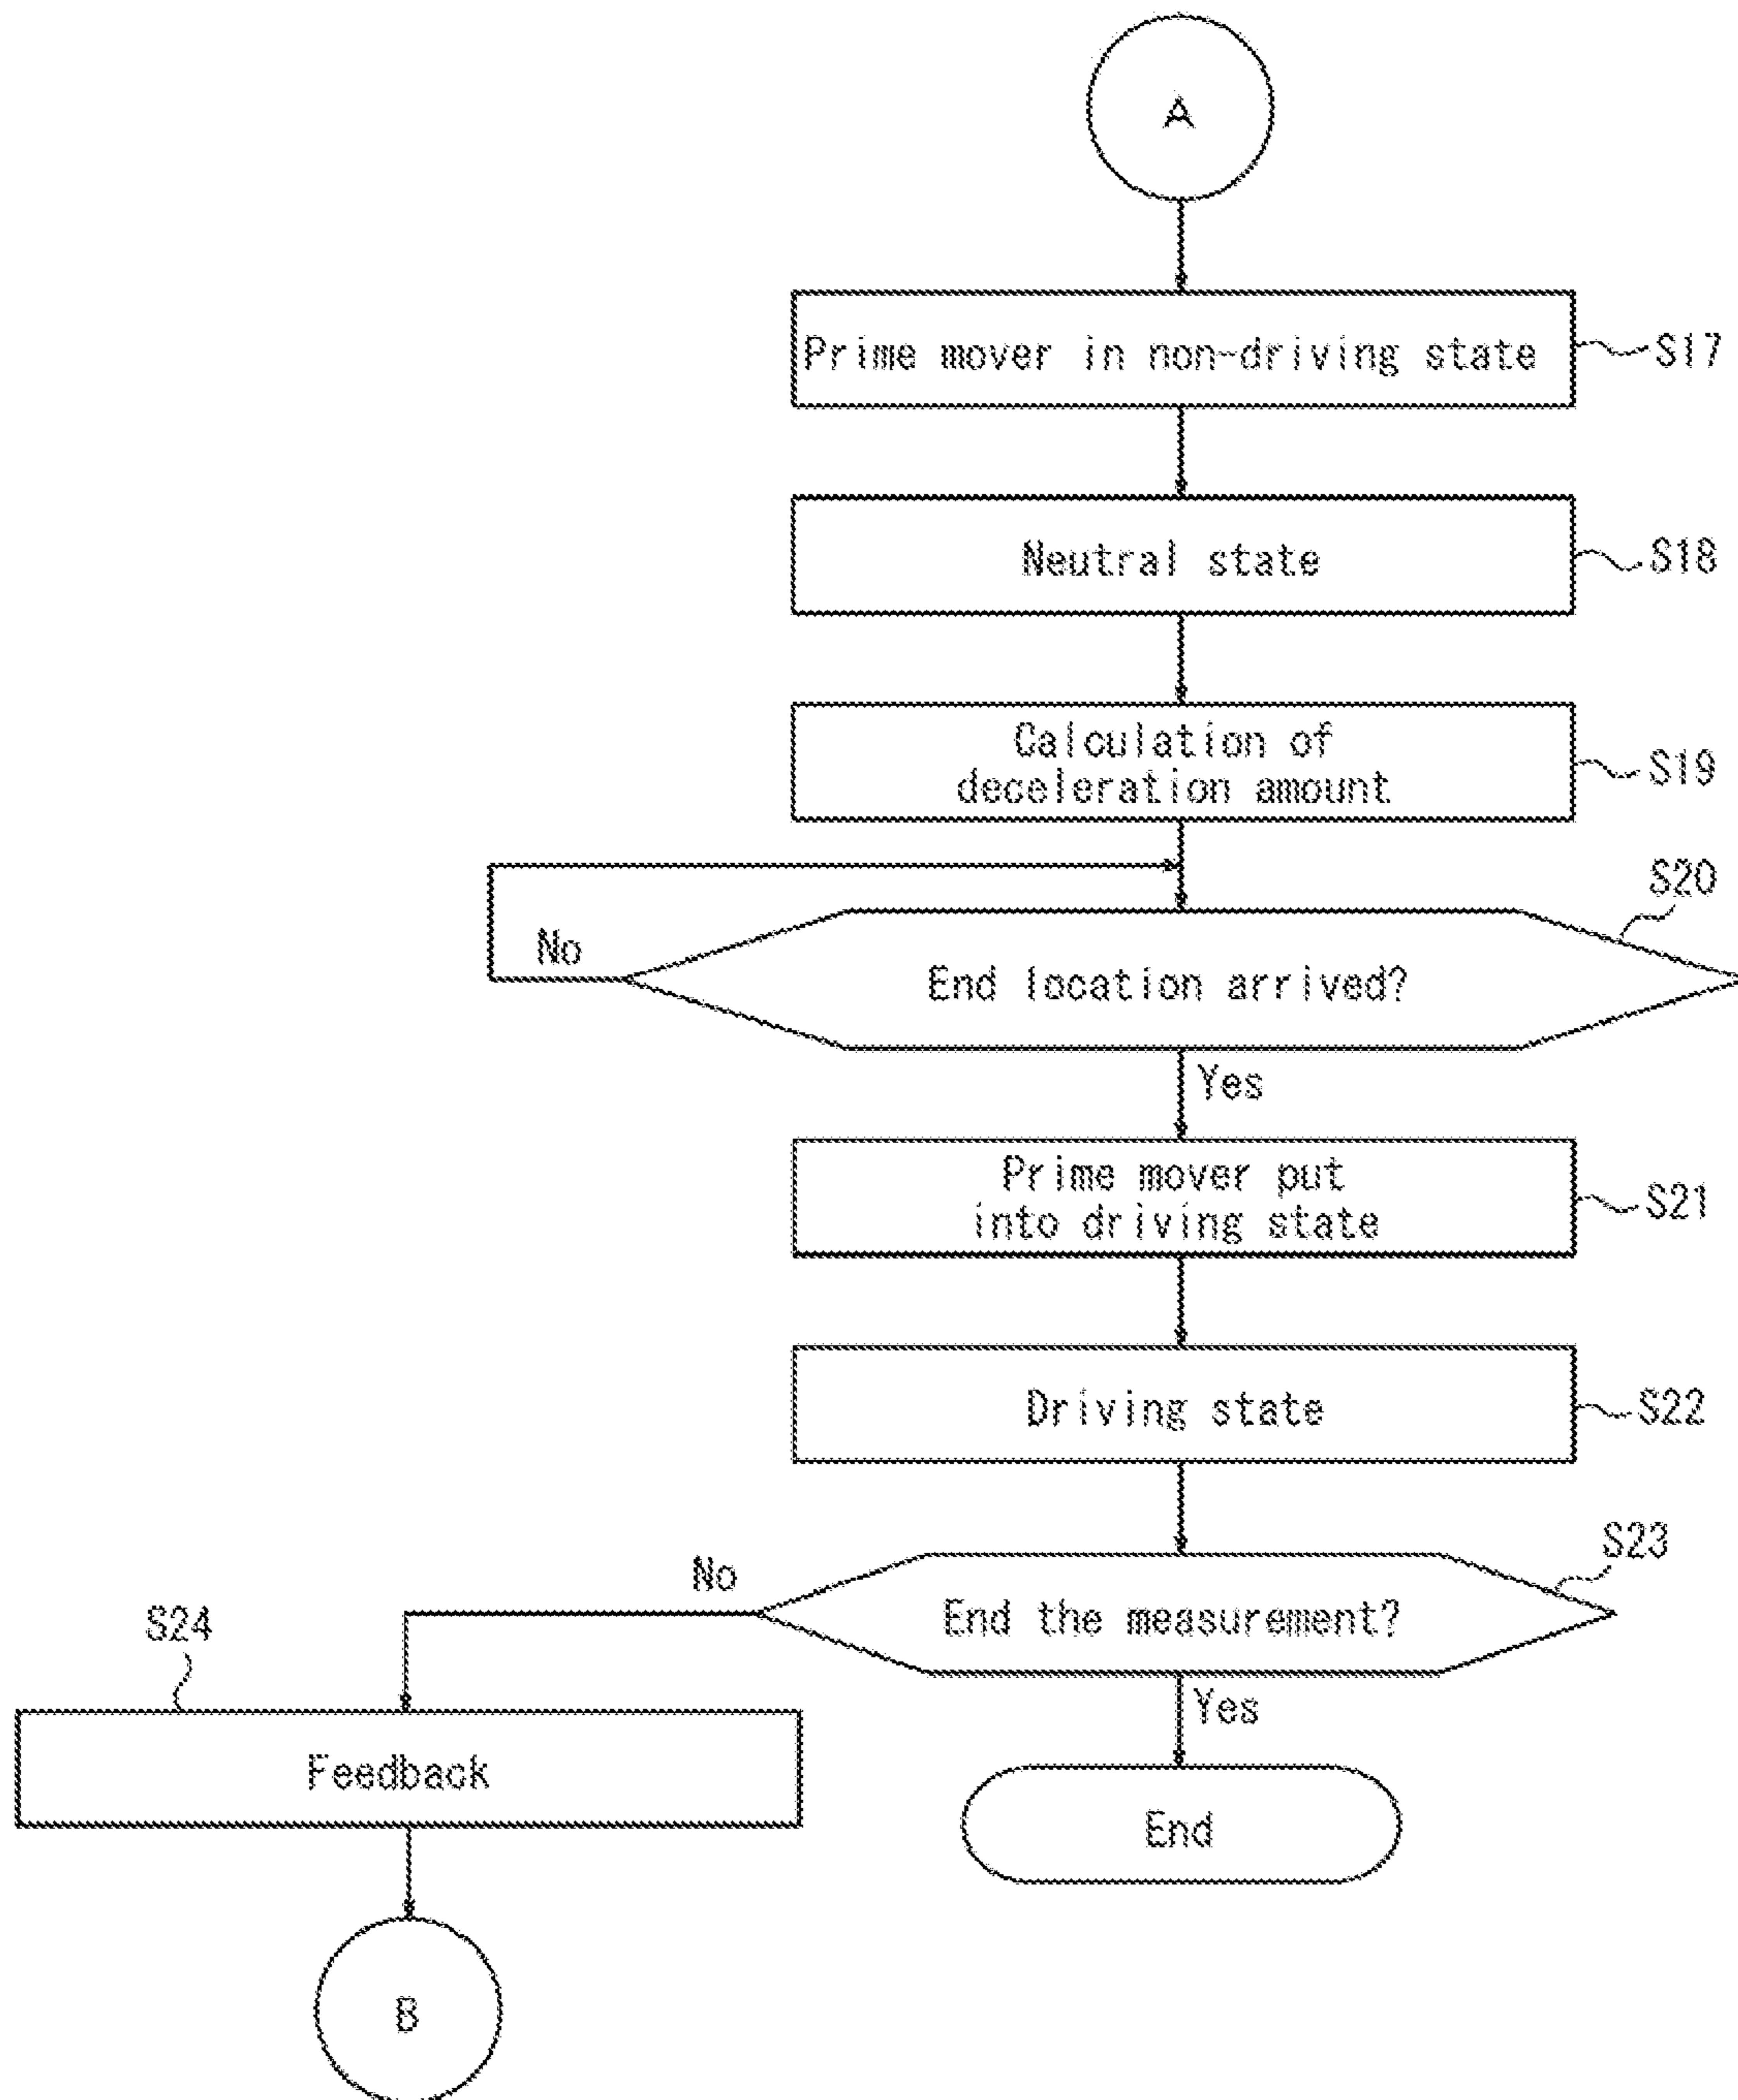 A
Prime mover in non-driving state
S17
Neutral state
S18
Calculation of
deceleration amount
S19
S20
No
End location arrived?
Yes
Prime mover put
into driving state
S21
Driving state
S22
S23
No
End the measurement?
S24
Yes
Feedback
End
B